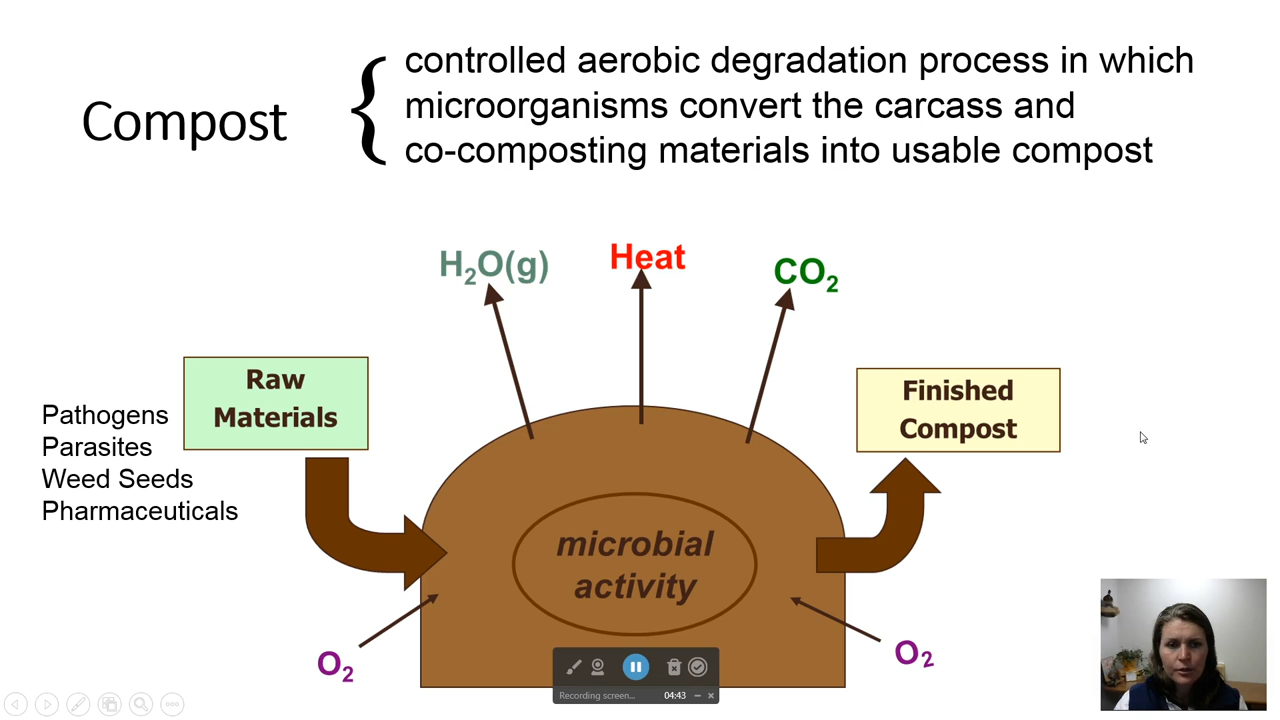 Compost
controlled aerobic degradation process in which
microorganisms convert the carcass and
co-composting materials into usable compost
H₂O(g)
Heat
CO₂
Raw
Materials
Pathogens
Parasites
Weed Seeds
Pharmaceuticals
Finished
Compost
microbial
activity
O₂
O₂
Recording screen... 04:43